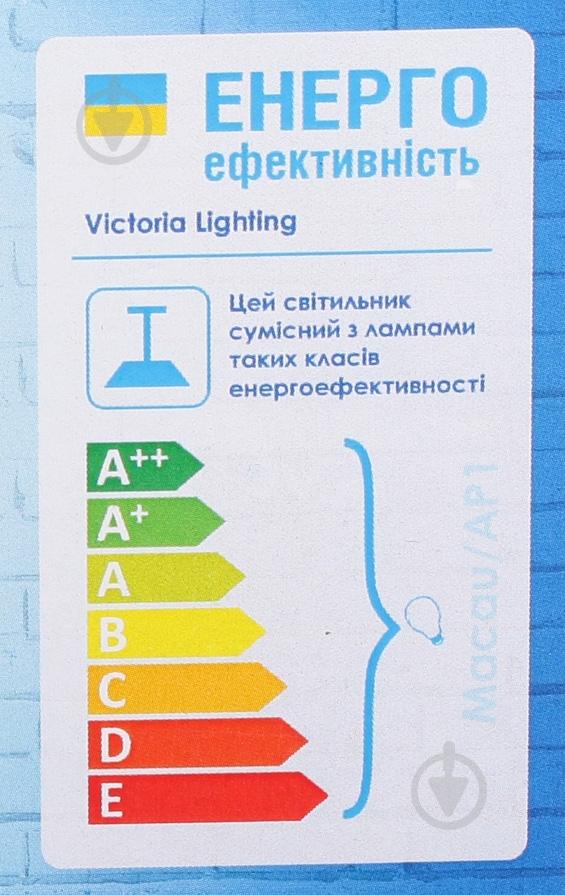 ЕНЕРГО
ефективність
Victoria Lighting
Цей світильник
сумісний з лампами
таких класів
енергоефективності
A++
A+
A
B
C
D
E
Macau/AP1